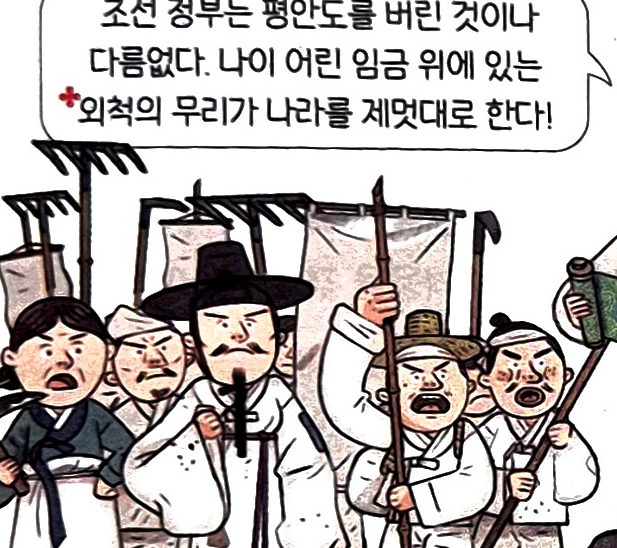 조선 정부는 평안도를 버린 것이나
다름없다. 나이 어린 임금 위에 있는
외척의 무리가 나라를 제멋대로 한다!